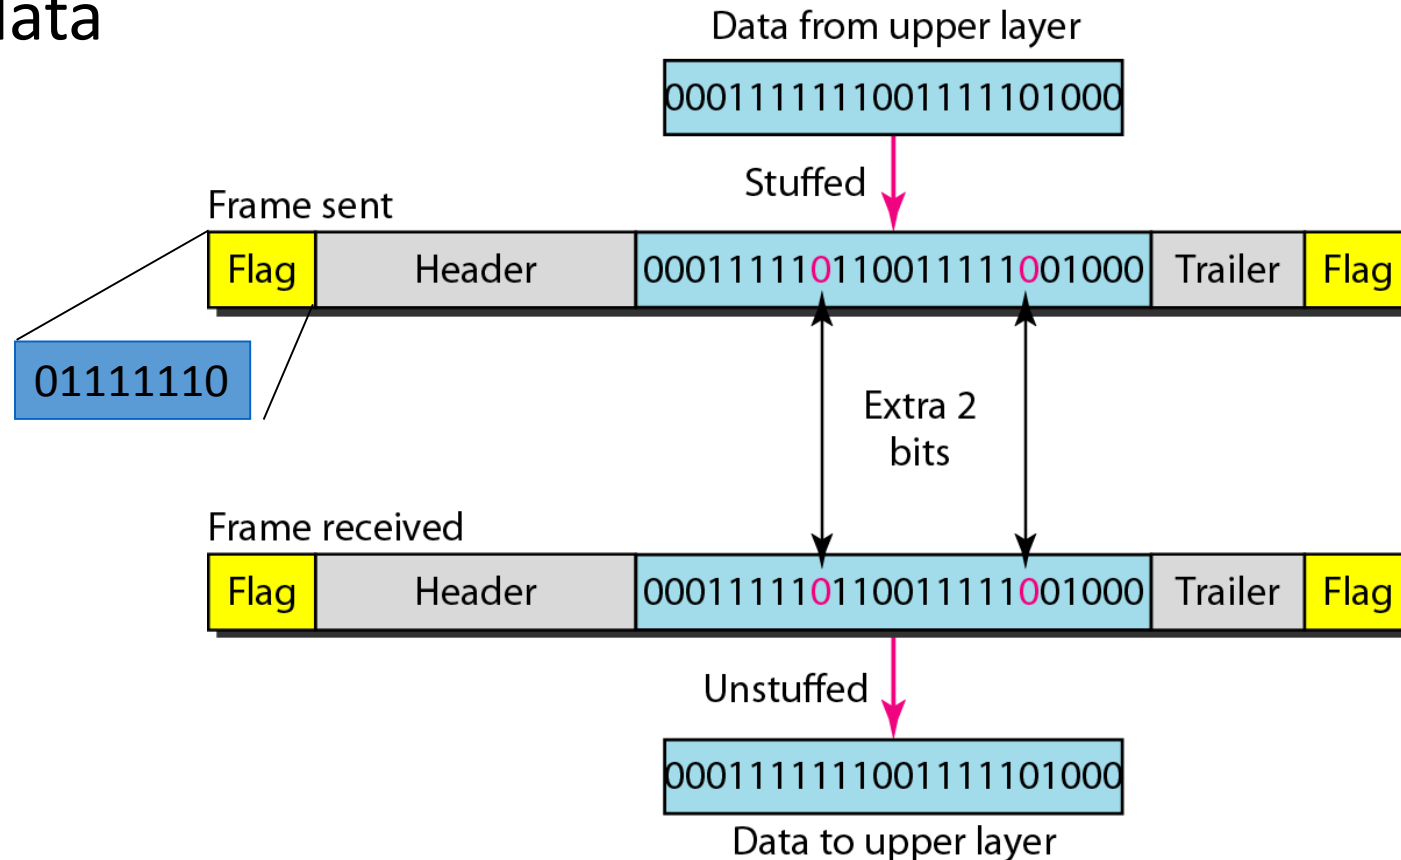 data
Data from upper layer
0001111111001111101000
Stuffed
Frame sent
Flag Header 000111110110011111001000 Trailer Flag
01111110
Extra 2
bits
Frame received
Flag Header 000111110110011111001000 Trailer Flag
Unstuffed
0001111111001111101000
Data to upper layer